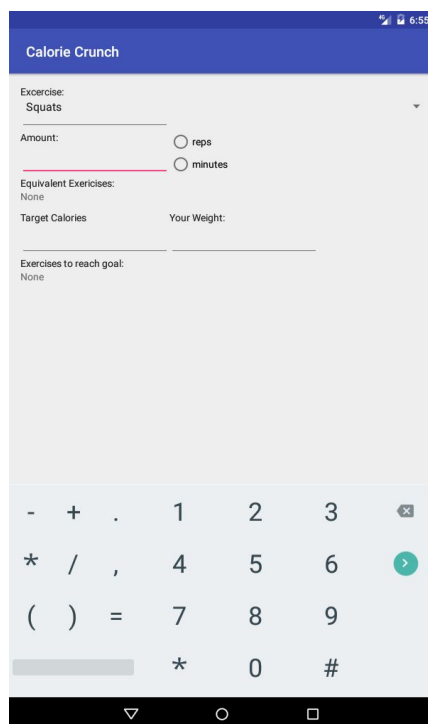 4G 6:55
Calorie Crunch
Excercise:
Squats
Amount:
reps
minutes
Equivalent Exericises:
None
Target Calories Your Weight:
Exercises to reach goal:
None
- + . 1 2 3
* / , 4 5 6
( ) = 7 8 9
* 0 #